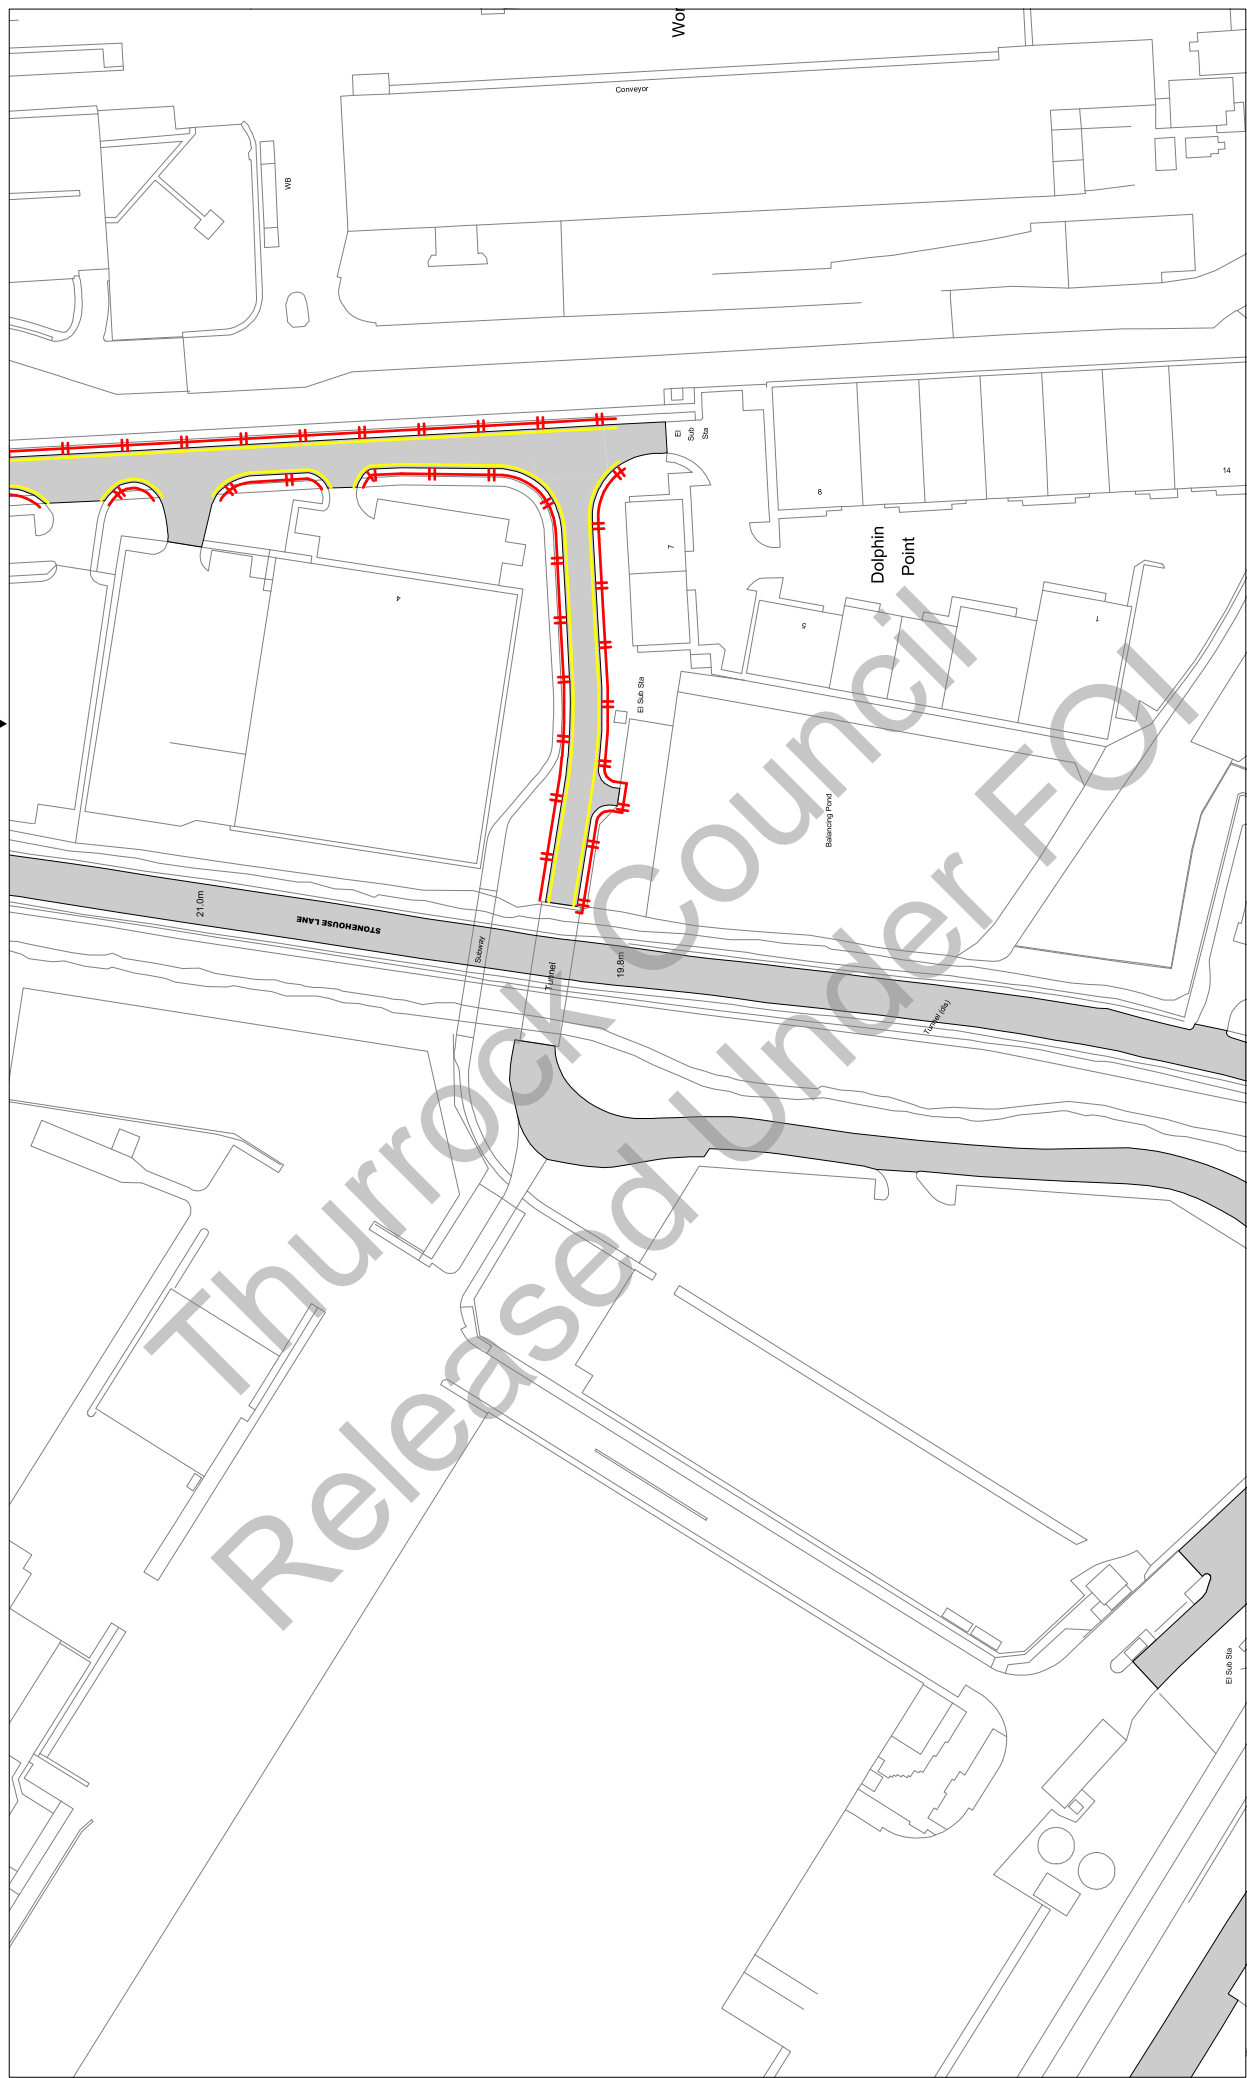 Wor
Conveyor
WB
El
Sub
Sta
14
8
7
Dolphin
Point
4
5
1
El Sub Sta
Balancing Pond
21.0m
STONEHOUSE LANE
Subway
Tunnel
19.8m
Tunnel (dis)
El Sub Sta
Thurrock Council
Released Under FOI